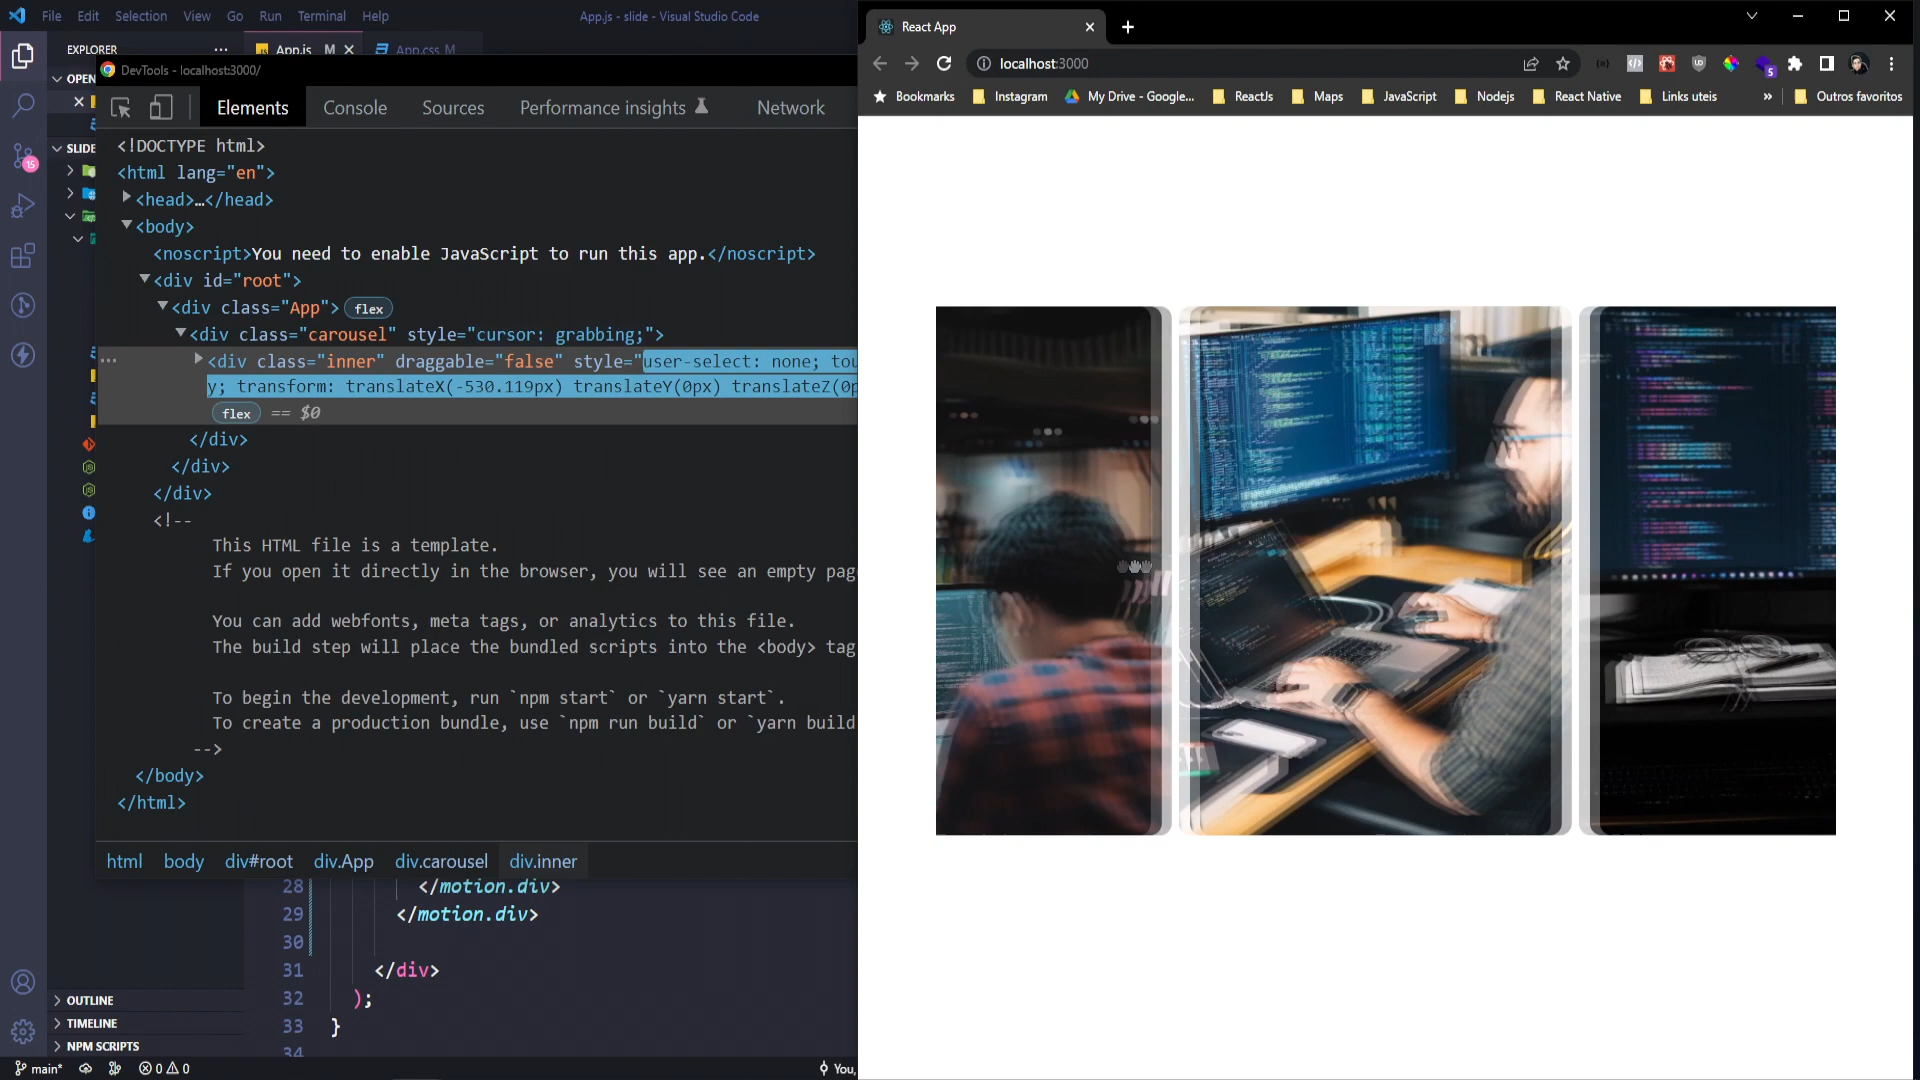 File Edit Selection View Go Run Terminal Help
App.js - slide - Visual Studio Code
EXPLORER ...
App.js M
App.css M
OPEN
SLIDE
15
DevTools - localhost:3000/
Elements Console Sources Performance insights Network
<!DOCTYPE html>
<html lang="en">
<head>…</head>
<body>
<noscript>You need to enable JavaScript to run this app.</noscript>
<div id="root">
<div class="App"> flex
<div class="carousel" style="cursor: grabbing;">
... <div class="inner" draggable="false" style="user-select: none; tou
y; transform: translateX(-530.119px) translateY(0px) translateZ(0p
flex == $0
</div>
</div>
</div>
<!--
This HTML file is a template.
If you open it directly in the browser, you will see an empty pag
You can add webfonts, meta tags, or analytics to this file.
The build step will place the bundled scripts into the <body> tag
To begin the development, run `npm start` or `yarn start`.
To create a production bundle, use `npm run build` or `yarn build
-->
</body>
</html>
html body div#root div.App div.carousel div.inner
28 </motion.div>
29 </motion.div>
30
31 </div>
32 );
33 }
34
OUTLINE
TIMELINE
NPM SCRIPTS
main* 0 0
You,
React App
localhost:3000
5
Bookmarks Instagram My Drive - Google... ReactJs Maps JavaScript Nodejs React Native Links uteis » Outros favoritos